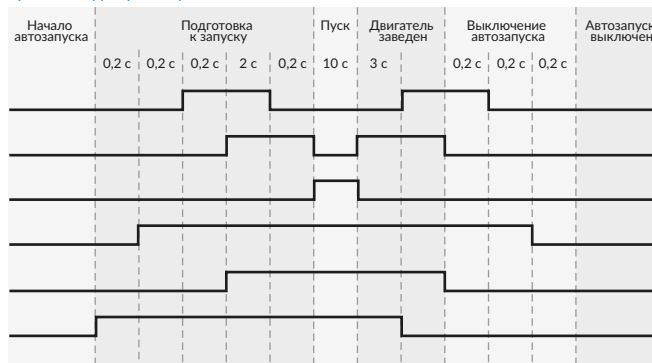 Начало
автозапуска
Подготовка
к запуску
Пуск
Двигатель
заведен
Выключение
автозапуска
Автозапуск
выключен
0,2 с 0,2 с 0,2 с 2 с 0,2 с 10 с 3 с 0,2 с 0,2 с 0,2 с